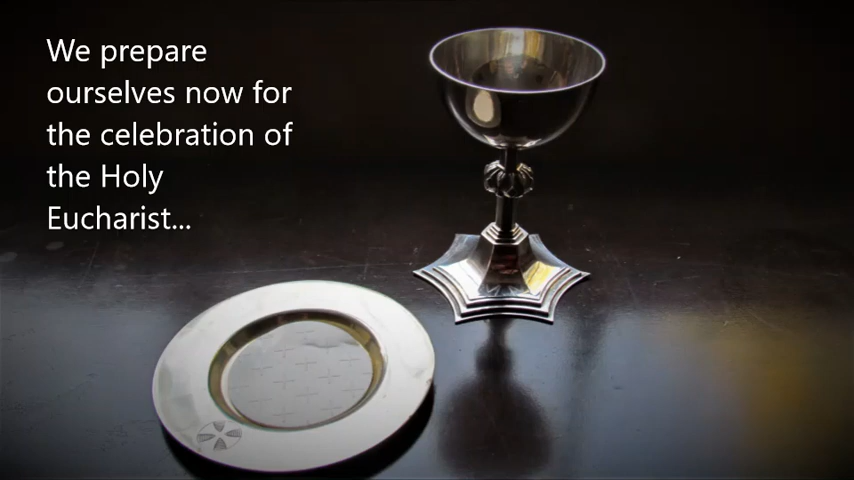 We prepare
ourselves now for
the celebration of
the Holy
Eucharist...